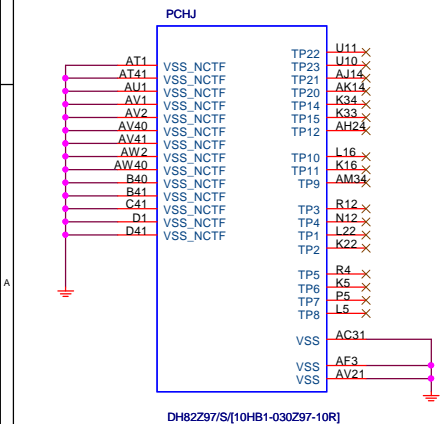 PCHJ
AT1 VSS_NCTF
AT41 VSS_NCTF
AU1 VSS_NCTF
AV1 VSS_NCTF
AV2 VSS_NCTF
AV40 VSS_NCTF
AV41 VSS_NCTF
AW2 VSS_NCTF
AW40 VSS_NCTF
B40 VSS_NCTF
B41 VSS_NCTF
C41 VSS_NCTF
D1 VSS_NCTF
D41 VSS_NCTF
TP22 U11
TP23 U10
TP21 AJ14
TP20 AK14
TP14 K34
TP15 K33
TP12 AH24
TP10 L16
TP11 K16
TP9 AM34
TP3 R12
TP4 N12
TP1 L22
TP2 K22
TP5 R4
TP6 K5
TP7 P5
TP8 L5
VSS AC31
VSS AF3
VSS AV21
A
DH82Z97/S/[10HB1-030Z97-10R]